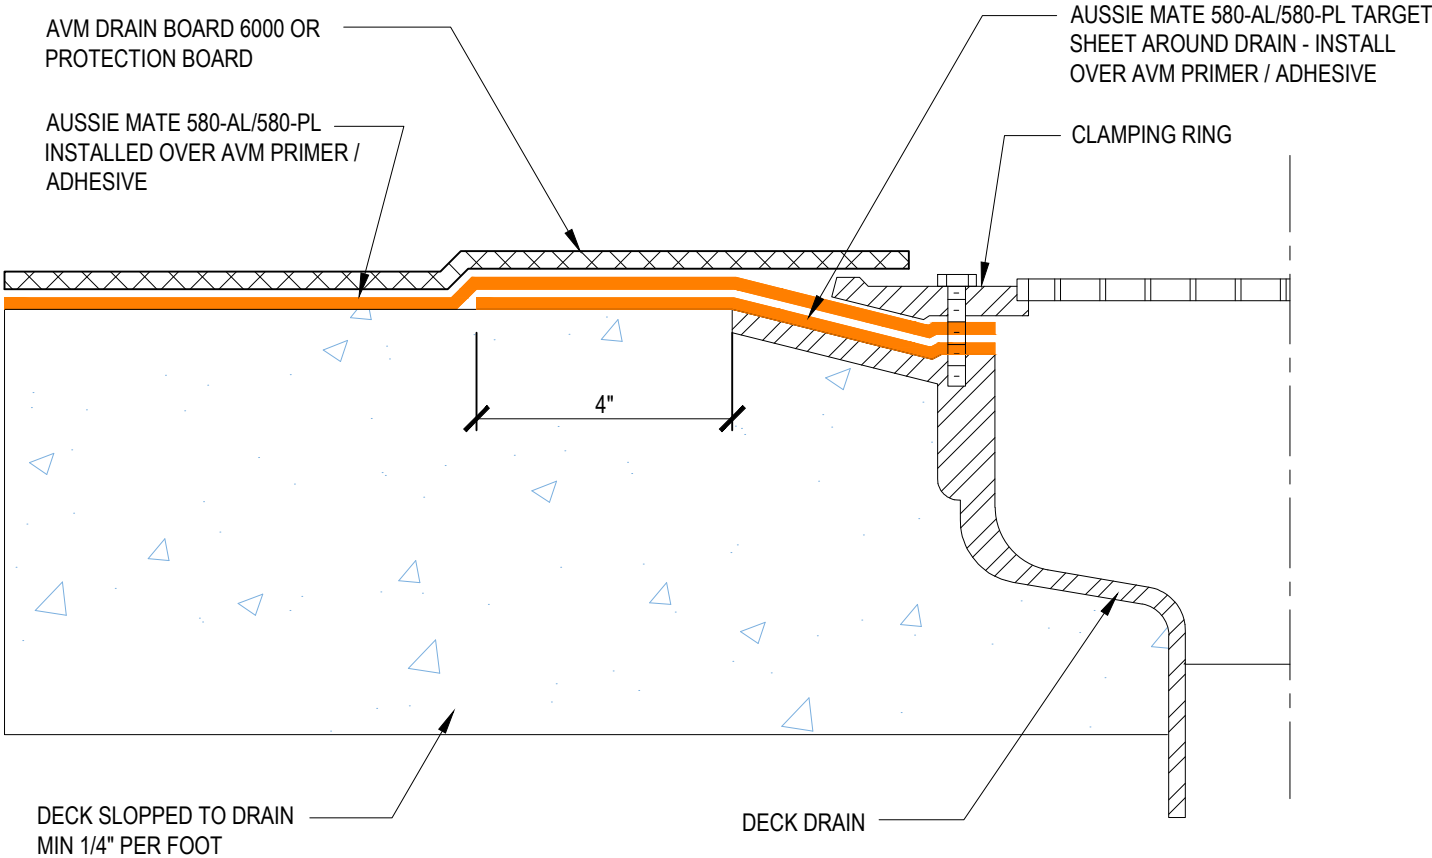 AVM DRAIN BOARD 6000 OR
PROTECTION BOARD
AUSSIE MATE 580-AL/580-PL TARGET
SHEET AROUND DRAIN - INSTALL
OVER AVM PRIMER / ADHESIVE
AUSSIE MATE 580-AL/580-PL
INSTALLED OVER AVM PRIMER /
ADHESIVE
CLAMPING RING
4"
DECK SLOPPED TO DRAIN
MIN 1/4" PER FOOT
DECK DRAIN